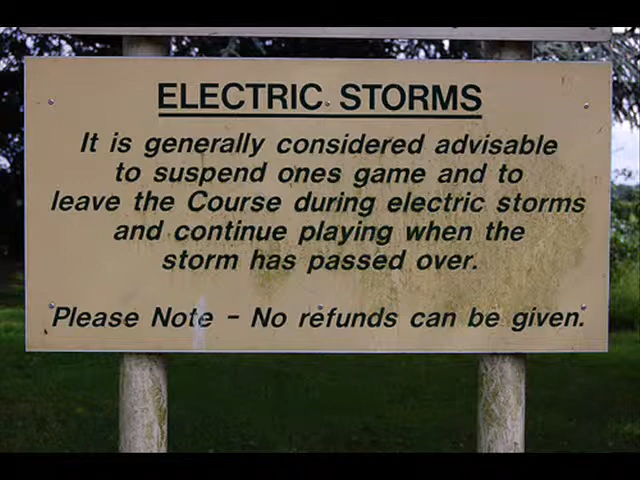 ELECTRIC STORMS
It is generally considered advisable
to suspend ones game and to
leave the Course during electric storms
and continue playing when the
storm has passed over.
Please Note - No refunds can be given.